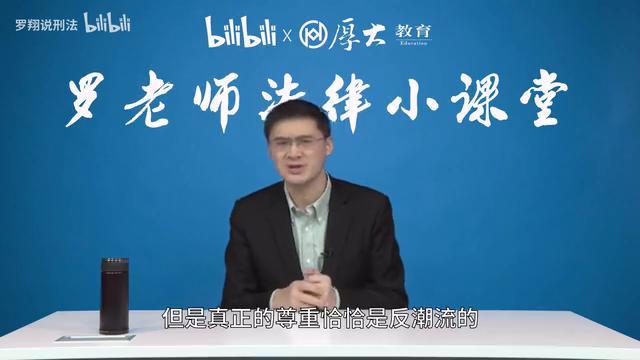 罗翔说刑法 bilibili
bilibili × 厚大 教育
Education
罗老师法律小课堂
但是真正的尊重恰恰是反潮流的